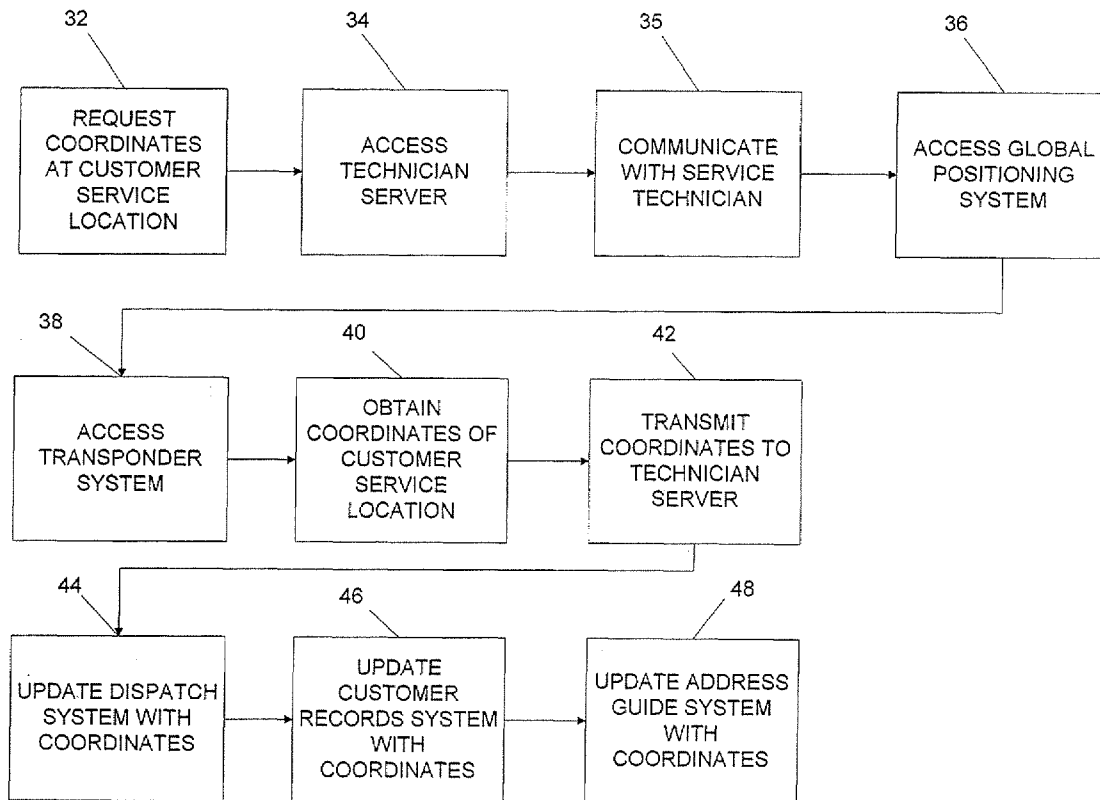 32
34
35
36
REQUEST
COORDINATES
AT CUSTOMER
SERVICE
LOCATION
ACCESS
TECHNICIAN
SERVER
COMMUNICATE
WITH SERVICE
TECHNICIAN
ACCESS GLOBAL
POSITIONING
SYSTEM
38
40
42
ACCESS
TRANSPONDER
SYSTEM
OBTAIN
COORDINATES OF
CUSTOMER
SERVICE
LOCATION
TRANSMIT
COORDINATES TO
TECHNICIAN
SERVER
44
46
48
UPDATE DISPATCH
SYSTEM WITH
COORDINATES
UPDATE
CUSTOMER
RECORDS SYSTEM
WITH
COORDINATES
UPDATE ADDRESS
GUIDE SYSTEM
WITH
COORDINATES